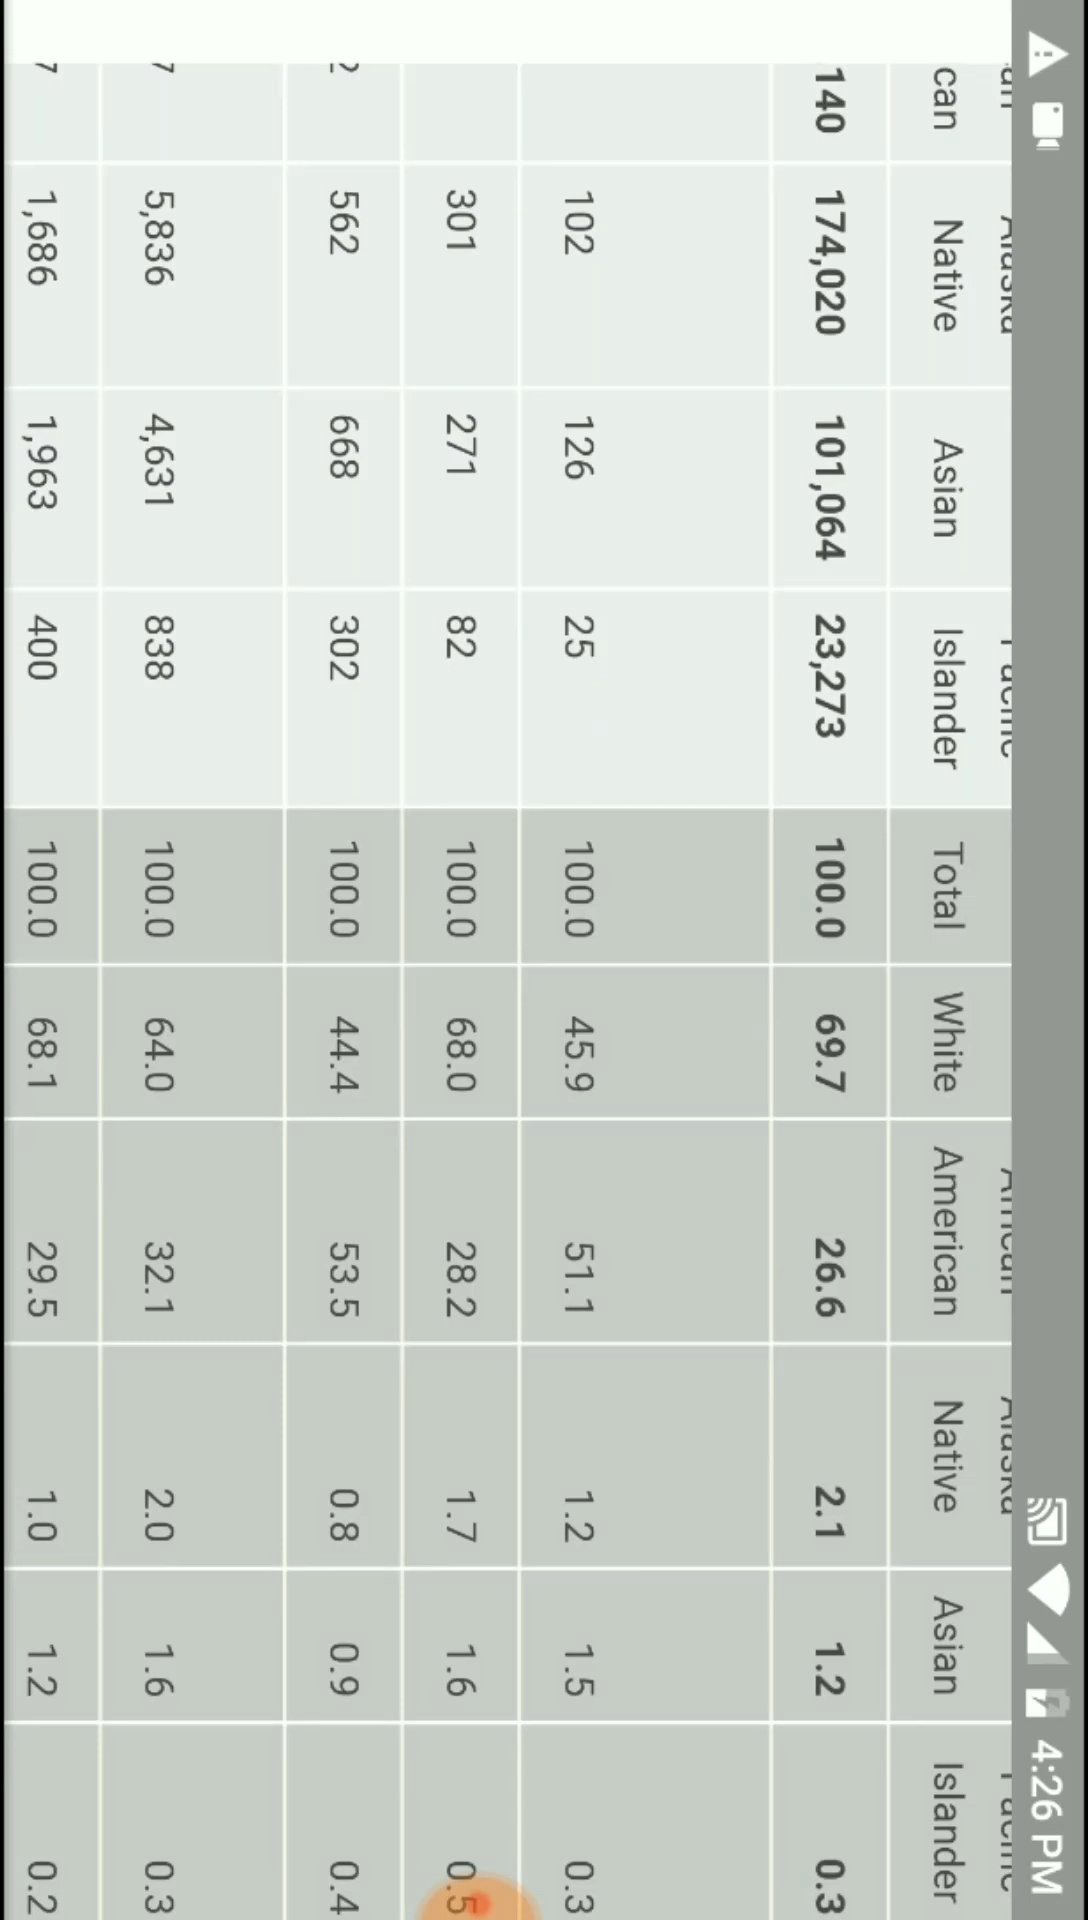 4:26 PM
can Native Asian Islander Total White American Native Asian Islander
140 174,020 101,064 23,273 100.0 69.7 26.6 2.1 1.2 0.3
102 126 25 100.0 45.9 51.1 1.2 1.5 0.3
301 271 82 100.0 68.0 28.2 1.7 1.6 0.5
562 668 302 100.0 44.4 53.5 0.8 0.9 0.4
5,836 4,631 838 100.0 64.0 32.1 2.0 1.6 0.3
1,686 1,963 400 100.0 68.1 29.5 1.0 1.2 0.2